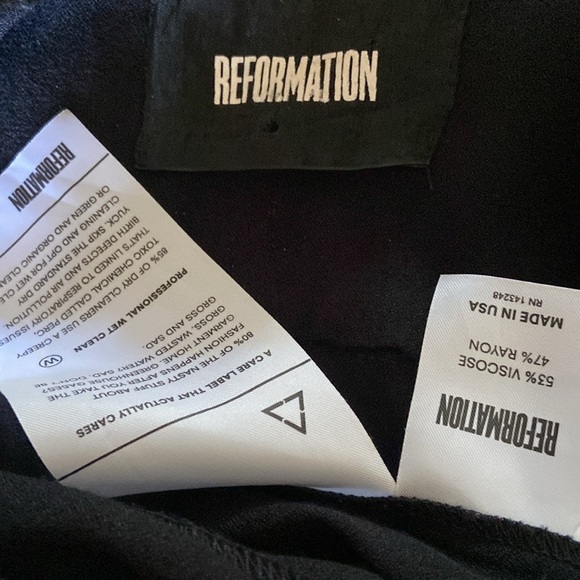 REFORMATION
A CARE LABEL THAT ACTUALLY CARES
80% OF THE NASTY STUFF ABOUT
FASHION HAPPENS AFTER YOU TAKE THE
GARMENT HOME. GREENHOUSE GASES?
GROSS. WASTED WATER? SAD.
GROSS AND SAD.
PROFESSIONAL WET CLEAN W
85% OF DRY CLEANERS USE A CREEPY
TOXIC CHEMICAL CALLED PERC,
THAT'S LINKED TO RESPIRATORY ISSUES,
BIRTH DEFECTS AND AIR POLLUTION.
YUCK. SKIP THE STANDARD DRY
CLEANING AND OPT FOR WET
OR GREEN AND ORGANIC
REFORMATION
REFORMATION
53% VISCOSE
47% RAYON
MADE IN USA
RN 143248